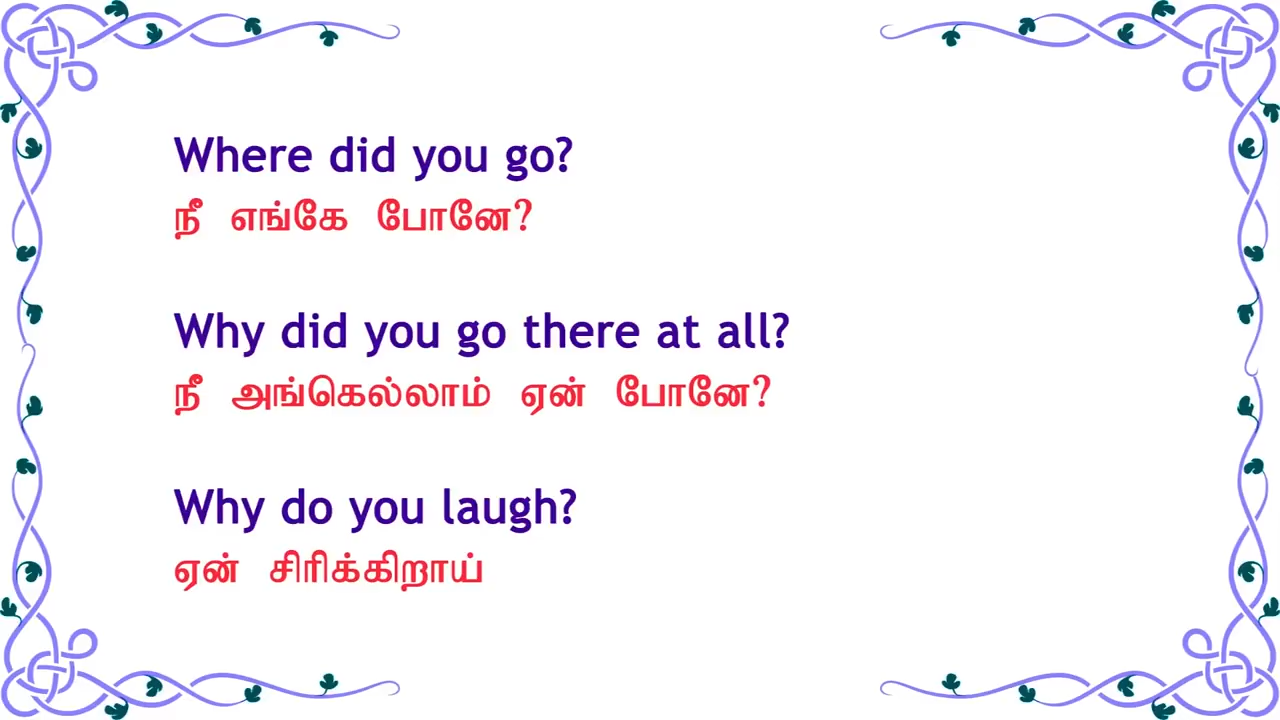 Where did you go?
நீ எங்கே போனே?
Why did you go there at all?
நீ அங்கெல்லாம் ஏன் போனே?
Why do you laugh?
ஏன் சிரிக்கிறாய்